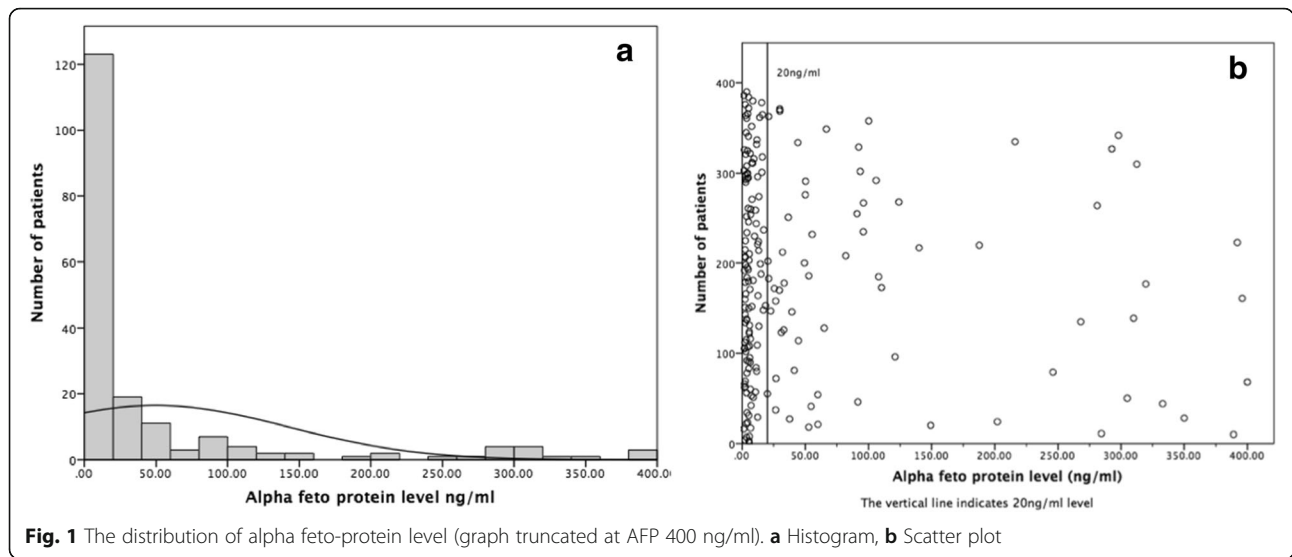 a
120
100
80
60
40
20
0
Number of patients
.00 50.00 100.00 150.00 200.00 250.00 300.00 350.00 400.00
Alpha feto protein level ng/ml
b
20ng/ml
400
300
200
100
0
Number of patients
.00 50.00 100.00 150.00 200.00 250.00 300.00 350.00 400.00
Alpha feto protein level (ng/ml)
The vertical line indicates 20ng/ml level
Fig. 1 The distribution of alpha feto-protein level (graph truncated at AFP 400 ng/ml). a Histogram, b Scatter plot